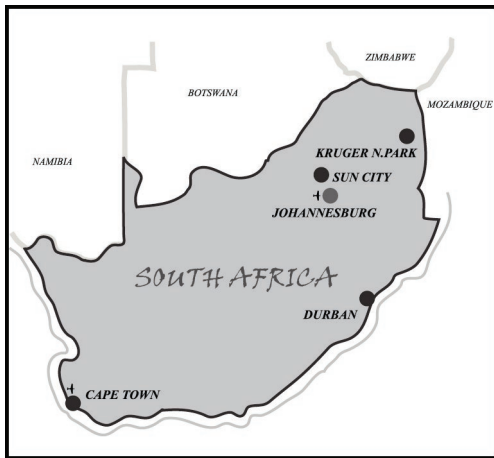 ZIMBABWE
BOTSWANA
MOZAMBIQUE
NAMIBIA
KRUGER N.PARK
SUN CITY
JOHANNESBURG
SOUTH AFRICA
DURBAN
CAPE TOWN